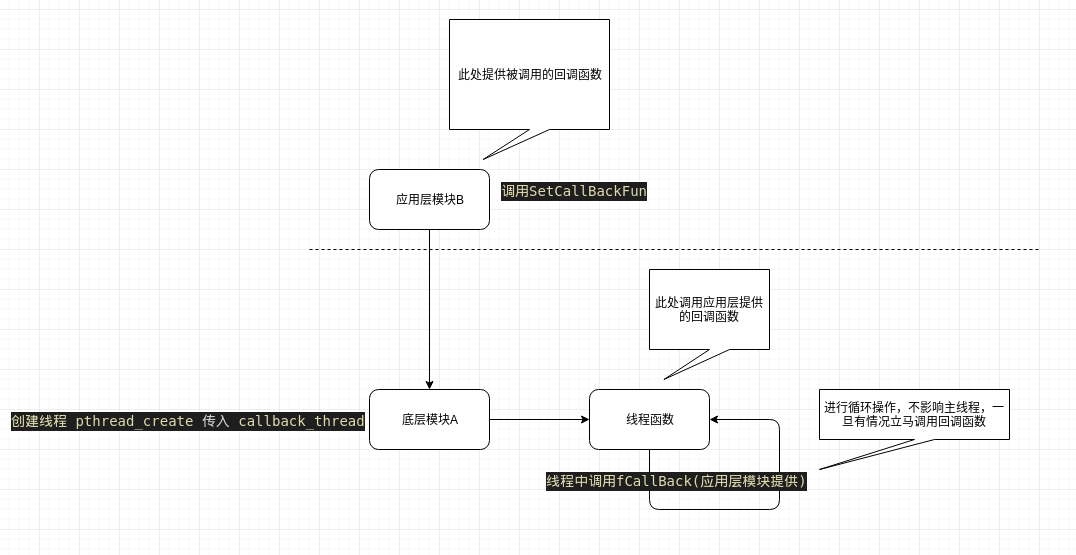 此处提供被调用的回调函数
应用层模块B
调用SetCallBackFun
此处调用应用层提供
的回调函数
创建线程 pthread_create 传入 callback_thread
底层模块A
线程函数
进行循环操作，不影响主线程，一
旦有情况立马调用回调函数
线程中调用fCallBack(应用层模块提供)